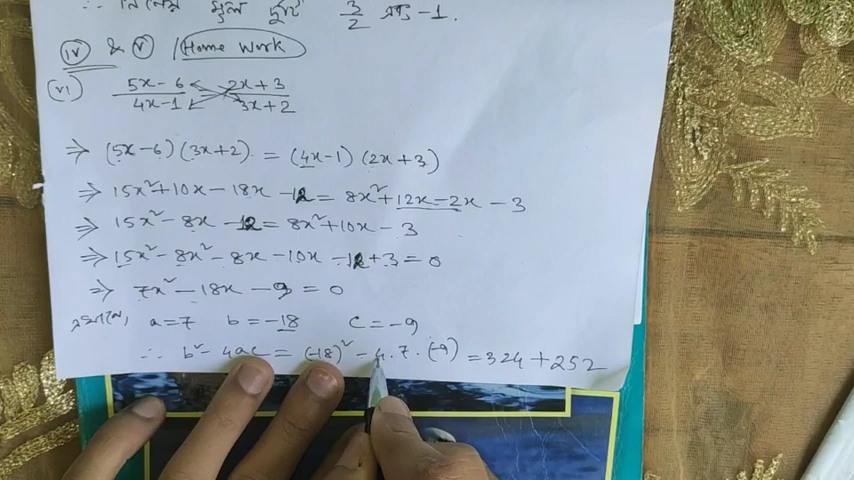 ∴ মূল দুইটি 3/2 এবং -1.
(iv) & (v) / Home Work
(vi) (5x-6)/(4x-1) (2x+3)/(3x+2)
⇒ (5x-6)(3x+2) = (4x-1)(2x+3)
⇒ 15x²+10x-18x-12 = 8x²+12x-2x-3
⇒ 15x²-8x-12 = 8x²+10x-3
⇒ 15x²-8x²-8x-10x-12+3 = 0
⇒ 7x²-18x-9 = 0
এখানে, a=7 b=-18 c=-9
∴ b²-4ac = (-18)²-4.7.(-9) = 324+252